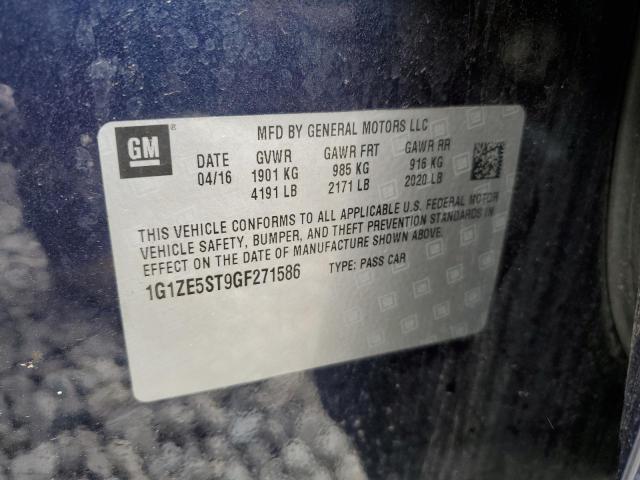 GM ®
MFD BY GENERAL MOTORS LLC
DATE GVWR GAWR FRT GAWR RR
04/16 1901 KG 985 KG 916 KG
4191 LB 2171 LB 2020 LB
THIS VEHICLE CONFORMS TO ALL APPLICABLE U.S. FEDERAL MOTOR
VEHICLE SAFETY, BUMPER, AND THEFT PREVENTION STANDARDS IN
EFFECT ON THE DATE OF MANUFACTURE SHOWN ABOVE.
1G1ZE5ST9GF271586 TYPE: PASS CAR